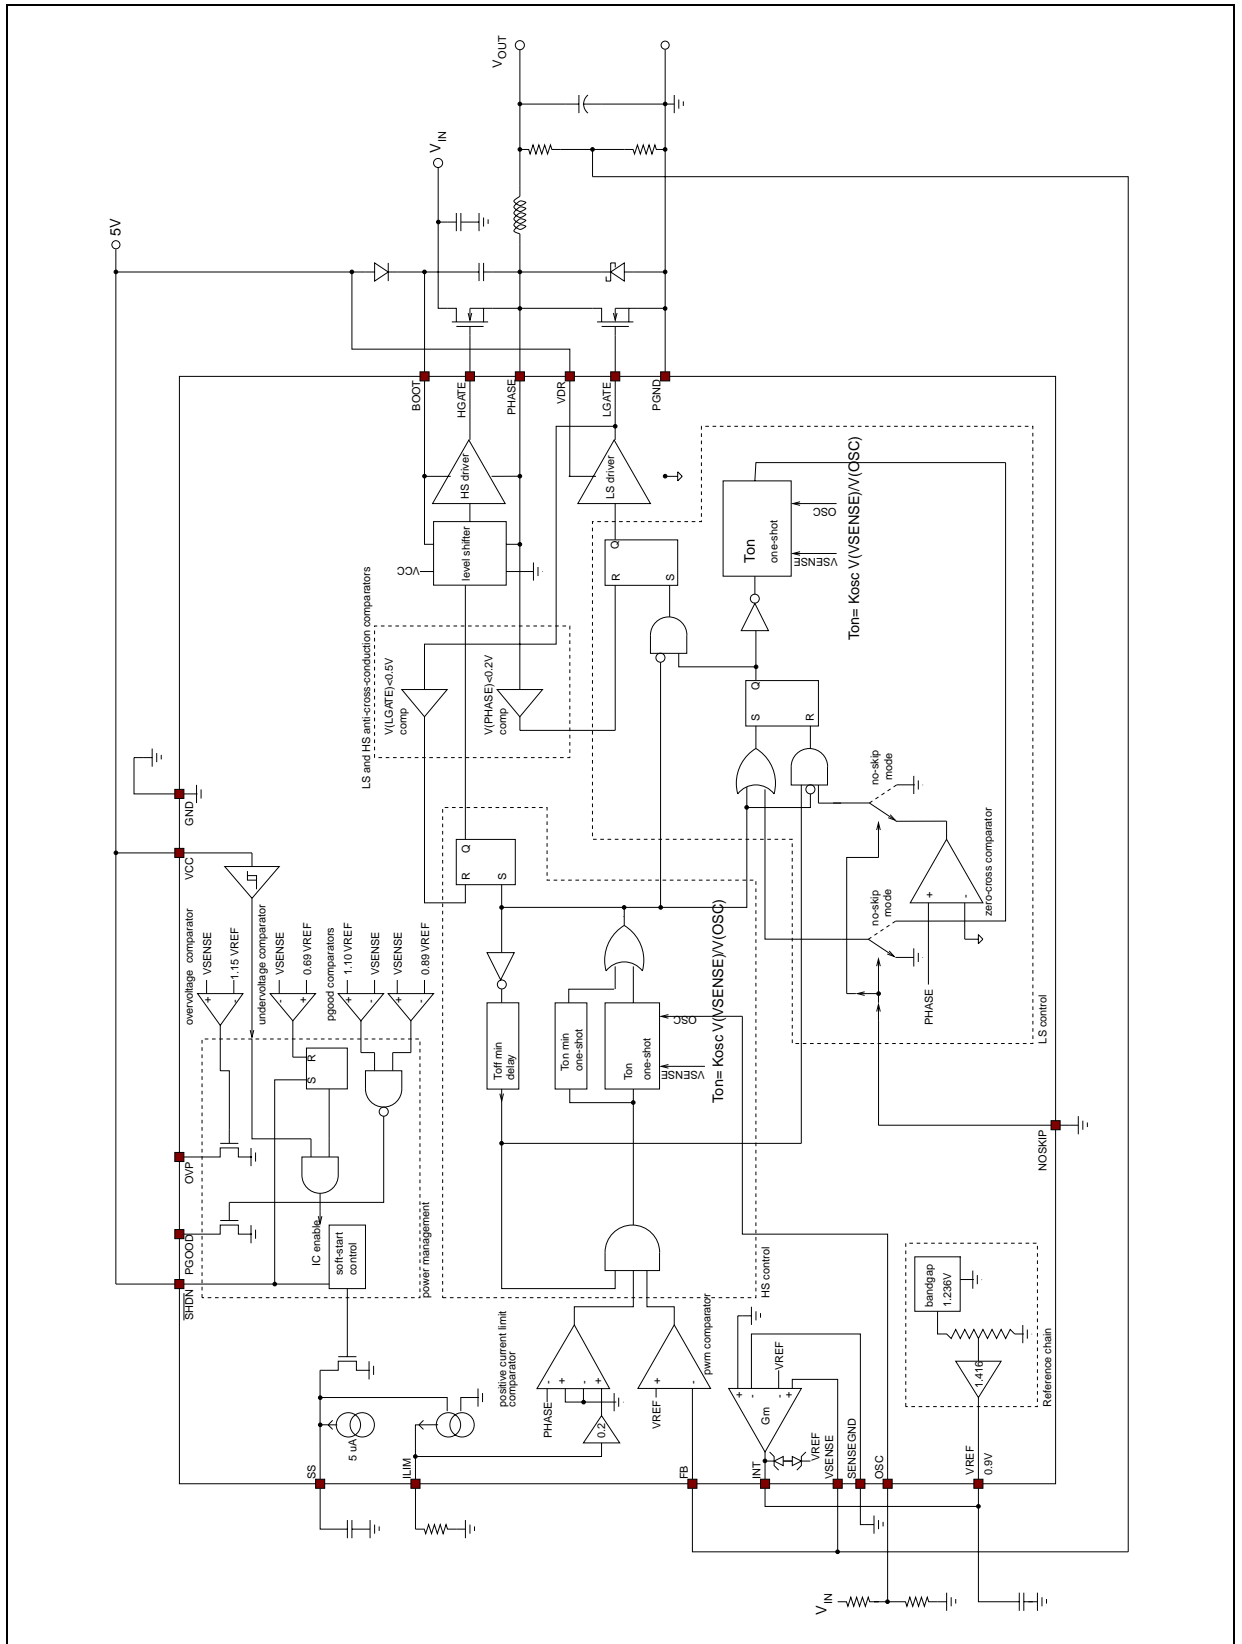 5V
V_IN
V_OUT
BOOT
HGATE
PHASE
VDR
LGATE
PGND
HS driver
LS driver
level shifter
VCC
LS and HS anti-cross-conduction comparators
V(LGATE)<0.5V
comp
V(PHASE)<0.2V
comp
R
Q
S
Ton
one-shot
OSC
VSENSE
Ton= Kosc V(VSENSE)/V(OSC)
S
Q
R
no-skip
mode
no-skip
mode
+
-
zero-cross comparator
PHASE
LS control
NOSKIP
GND
VCC
overvoltage comparator
VSENSE
1.15 VREF
+
-
undervoltage comparator
VSENSE
0.69 VREF
-
+
pgood comparators
1.10 VREF
VSENSE
+
-
VSENSE
0.89 VREF
+
-
S
R
OVP
PGOOD
SHDN
IC enable
soft-start
control
power management
R
Q
S
Toff min
delay
Ton min
one-shot
Ton
one-shot
OSC
VSENSE
Ton= Kosc V(VSENSE)/V(OSC)
HS control
positive current limit
comparator
PHASE
-
+
-
+
0.2
pwm comparator
VREF
+
-
+
-
-
+
Gm
VREF
VREF
5 uA
SS
ILIM
FB
INT
VSENSE
SENSEGND
OSC
VREF
0.9V
bandgap
1.236V
1.416
Reference chain
V_IN